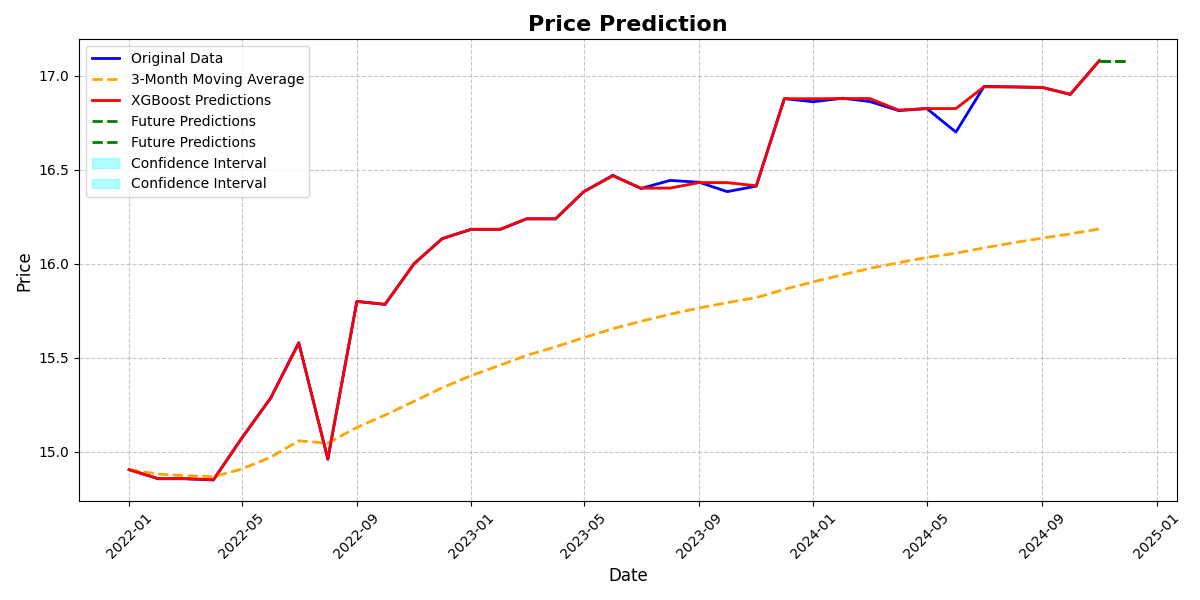 Price Prediction
Original Data
3-Month Moving Average
XGBoost Predictions
Future Predictions
Future Predictions
Confidence Interval
Confidence Interval
17.0
16.5
16.0
15.5
15.0
Price
2022-01
2022-05
2022-09
2023-01
2023-05
2023-09
2024-01
2024-05
2024-09
2025-01
Date